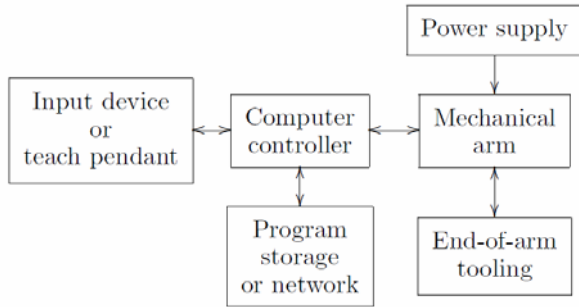 Power supply
Input device
or
teach pendant
Computer
controller
Mechanical
arm
Program
storage
or network
End-of-arm
tooling